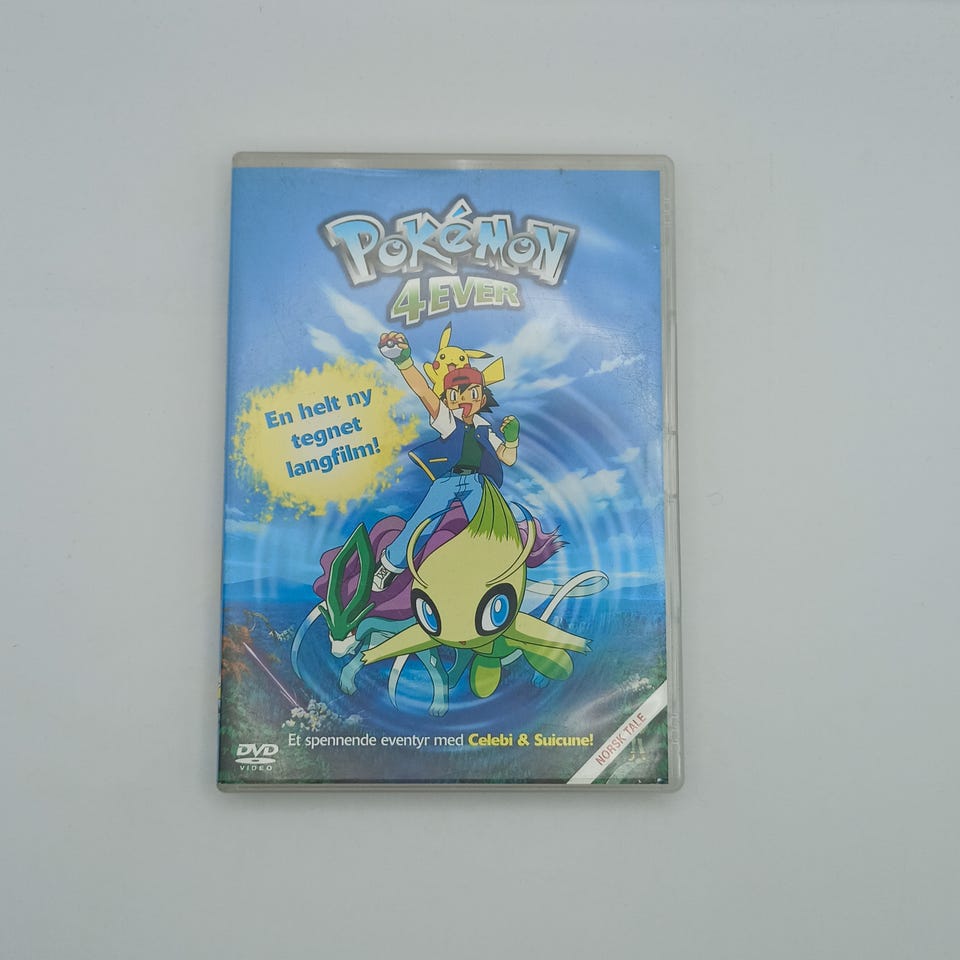 POKéMON
4EVER
En helt ny
tegnet
langfilm!
Et spennende eventyr med Celebi & Suicune!
NORSK TALE
DVD
VIDEO